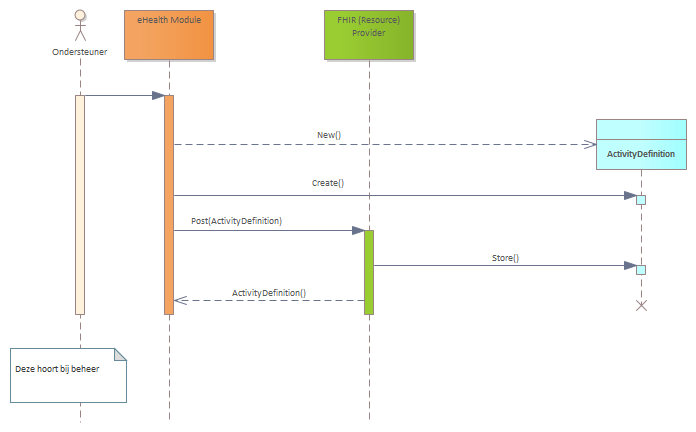 Ondersteuner
eHealth Module
FHIR (Resource)
Provider
New()
ActivityDefinition
Create()
Post(ActivityDefinition)
Store()
ActivityDefinition()
Deze hoort bij beheer